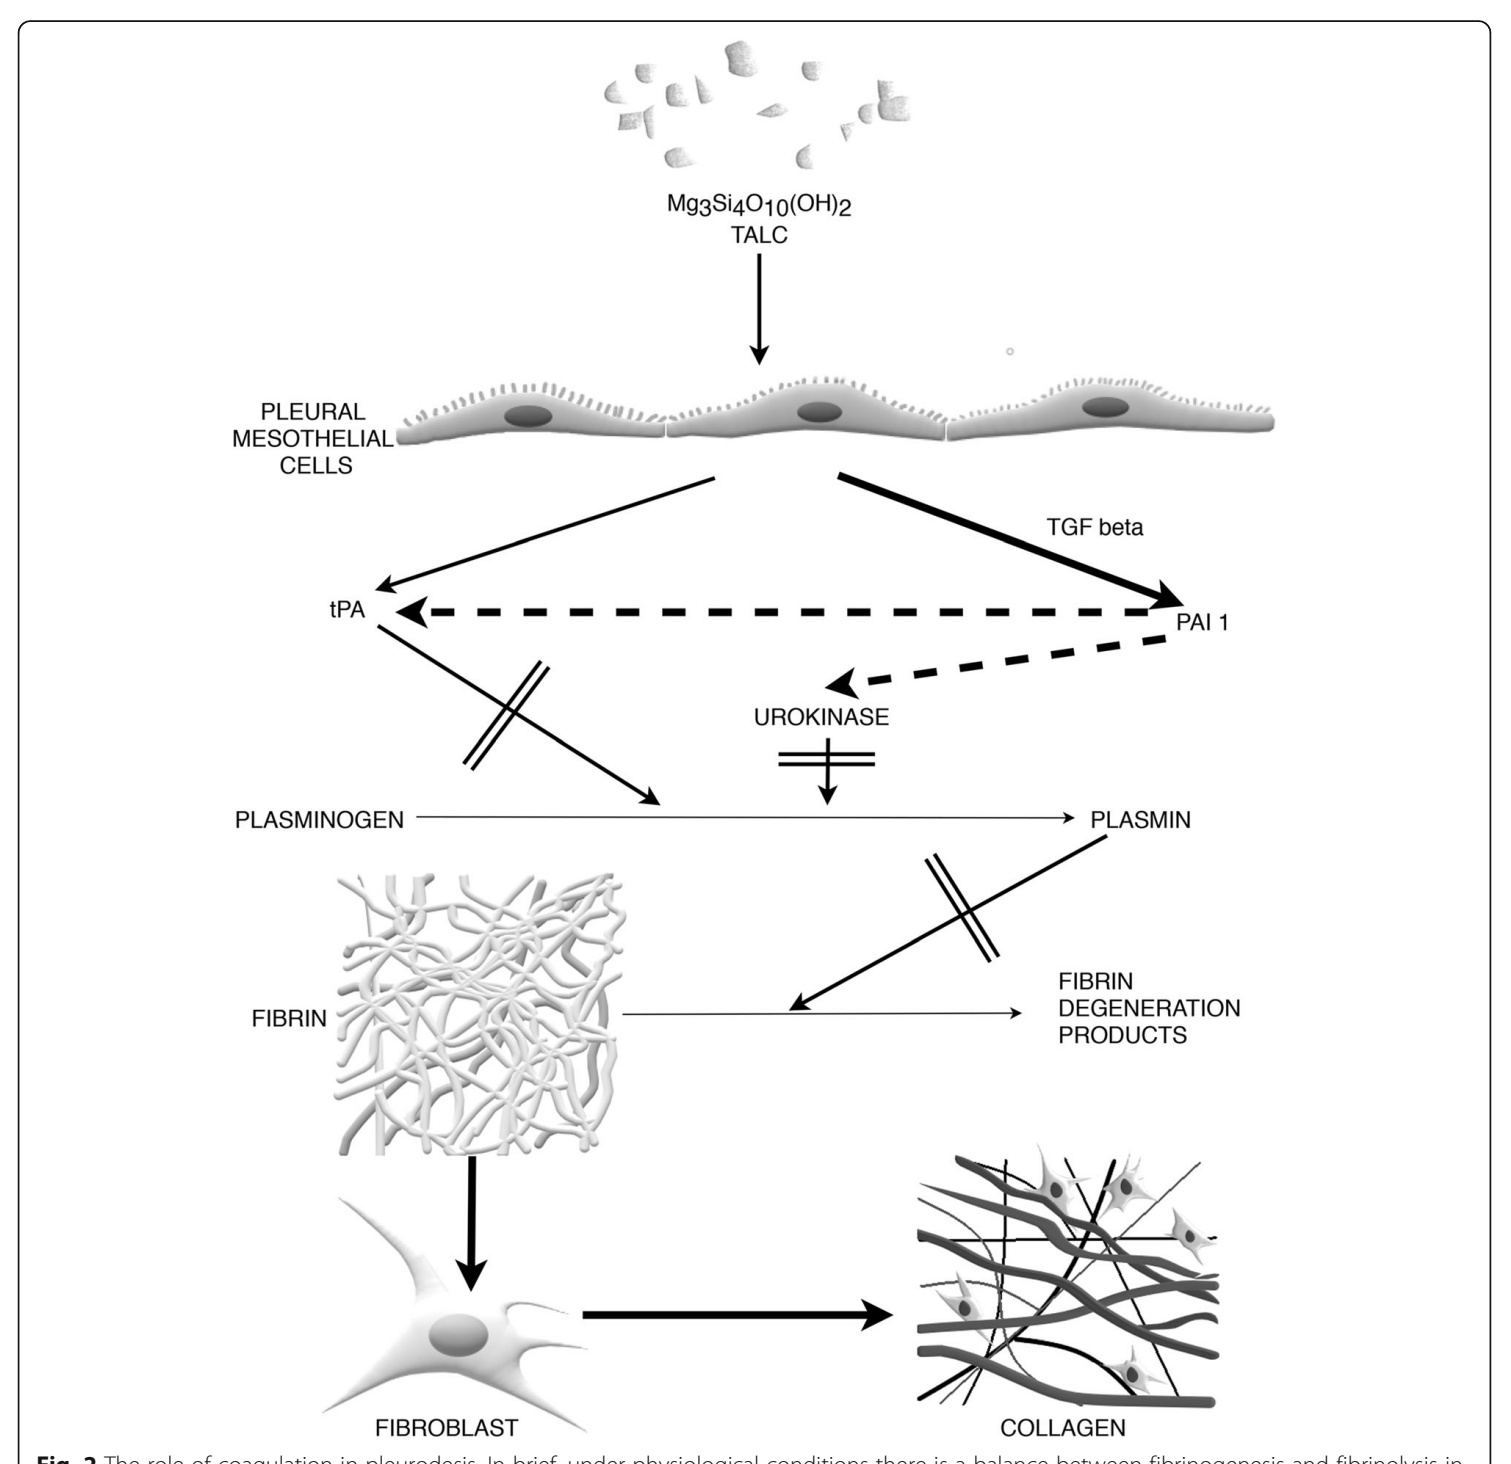 Mg3Si4O10(OH)2
TALC
PLEURAL
MESOTHELIAL
CELLS
TGF beta
tPA
PAI 1
UROKINASE
PLASMINOGEN
PLASMIN
FIBRIN
FIBRIN
DEGENERATION
PRODUCTS
FIBROBLAST
COLLAGEN
Fig. 2 The role of coagulation in pleurodesis. In brief, under physiological conditions there is a balance between fibrinogenesis and fibrinolysis in